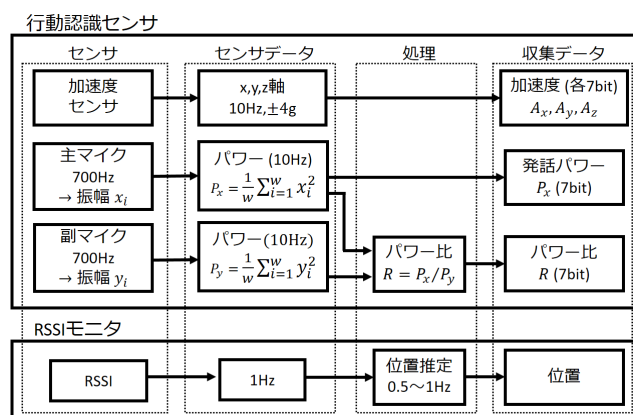 行動認識センサ
センサ
センサデータ
処理
収集データ
加速度
センサ
x,y,z軸
10Hz,±4g
加速度 (各7bit)
A_x, A_y, A_z
主マイク
700Hz
→ 振幅 x_i
パワー (10Hz)
P_x = 1/w ∑_{i=1}^{w} x_i^2
発話パワー
P_x (7bit)
副マイク
700Hz
→ 振幅 y_i
パワー(10Hz)
P_y = 1/w ∑_{i=1}^{w} y_i^2
パワー比
R = P_x/P_y
パワー比
R (7bit)
RSSIモニタ
RSSI
1Hz
位置推定
0.5~1Hz
位置